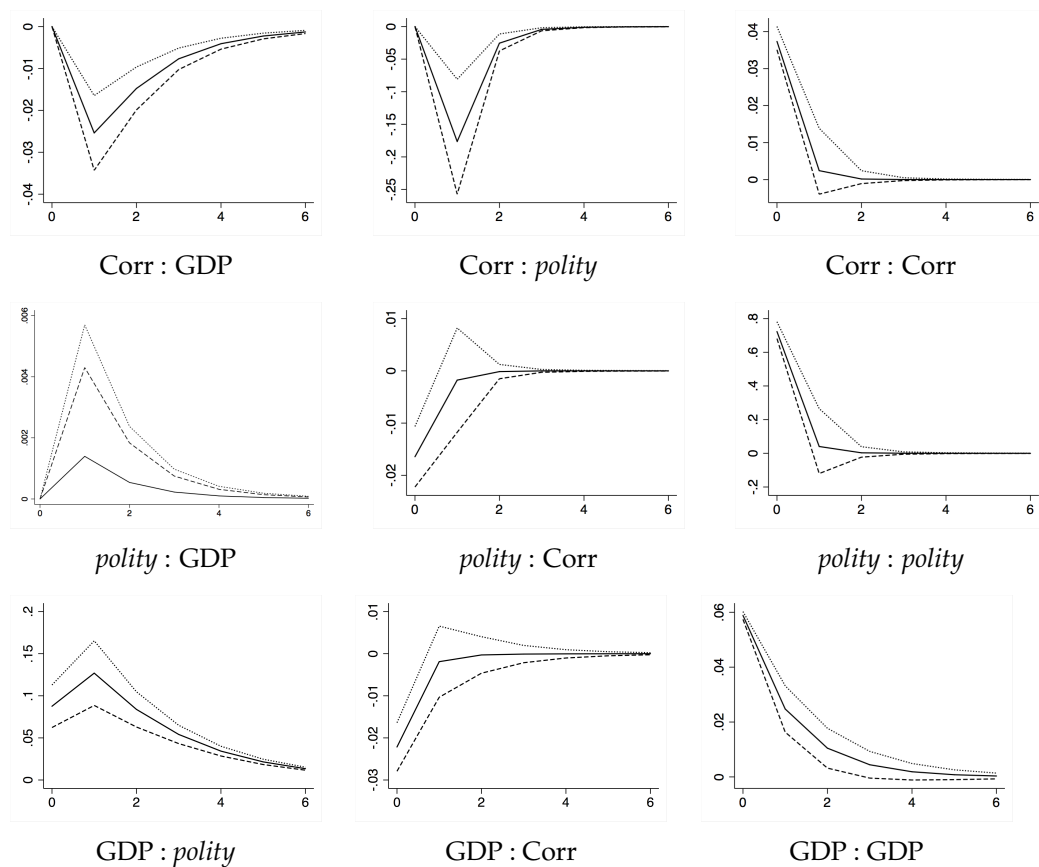 0
-.01
-.02
-.03
-.04
0 2 4 6
Corr : GDP
0
-.05
-.1
-.15
-.2
-.25
0 2 4 6
Corr : polity
.04
.03
.02
.01
0
0 2 4 6
Corr : Corr
.006
.004
.002
0
0 2 4 6
polity : GDP
.01
0
-.01
-.02
0 2 4 6
polity : Corr
.8
.6
.4
.2
0
-.2
0 2 4 6
polity : polity
.2
.15
.1
.05
0
0 2 4 6
GDP : polity
.01
0
-.01
-.02
-.03
0 2 4 6
GDP : Corr
.06
.04
.02
0
0 2 4 6
GDP : GDP